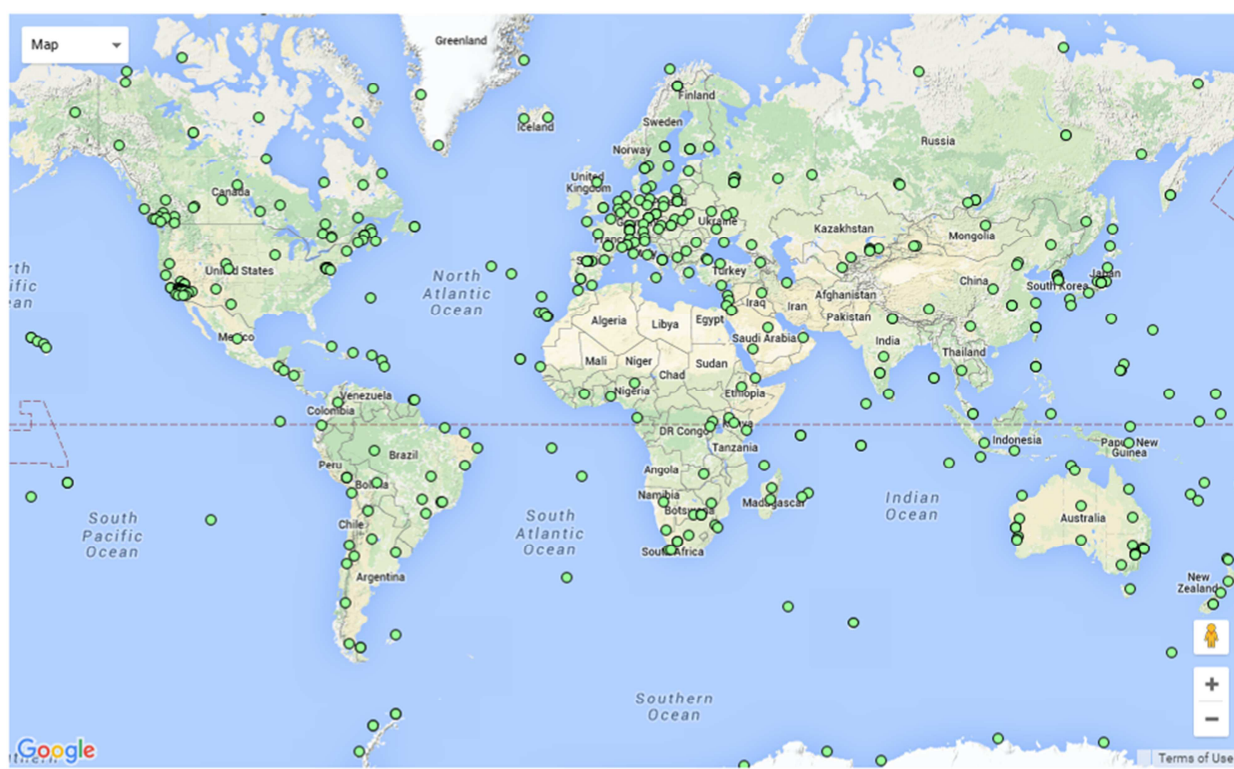 Map
Greenland
Iceland
Finland
Sweden
Norway
Russia
United
Kingdom
Canada
Ukraine
Kazakhstan
Mongolia
North
Atlantic
Ocean
United States
Turkey
China
South Korea
Japan
Iraq
Iran
Afghanistan
Pakistan
Algeria
Libya
Egypt
Saudi Arabia
India
Thailand
Mexico
Mali
Niger
Chad
Sudan
Nigeria
Ethiopia
Venezuela
Colombia
DR Congo
Kenya
Tanzania
Indonesia
Papua New
Guinea
Peru
Brazil
Bolivia
Angola
Namibia
Botswana
Madagascar
Indian
Ocean
Australia
South
Pacific
Ocean
South
Atlantic
Ocean
Chile
South Africa
Argentina
New
Zealand
Southern
Ocean
Google
Terms of Use